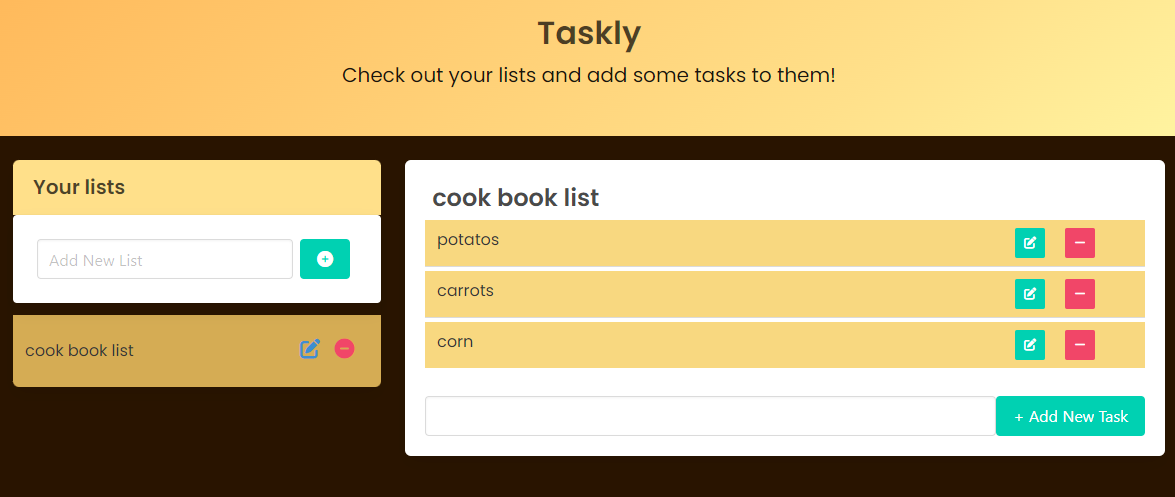 Taskly
Check out your lists and add some tasks to them!
Your lists
Add New List
cook book list
cook book list
potatos
carrots
corn
+ Add New Task